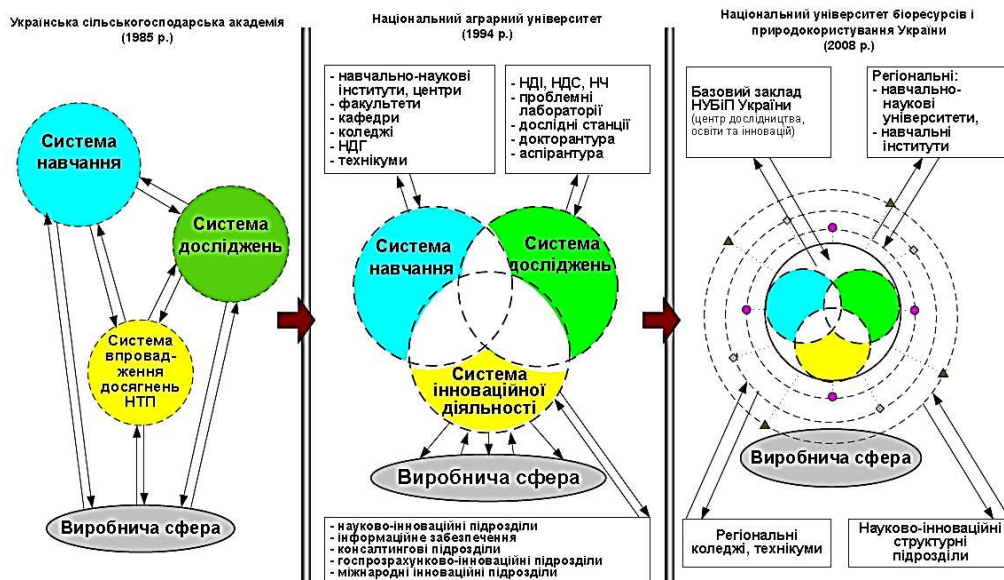 Українська сільськогосподарська академія
(1985 р.)
Система
навчання
Система
досліджень
Система
впровад-
ження
досягнень
НТП
Виробнича сфера
Національний аграрний університет
(1994 р.)
- навчально-наукові
інститути, центри
- факультети
- кафедри
- коледжі
- НДГ
- технікуми
- НДІ, НДС, НЧ
- проблемні
лабораторії
- дослідні станції
- докторантура
- аспірантура
Система
навчання
Система
досліджень
Система
інноваційної
діяльності
Виробнича сфера
- науково-інноваційні підрозділи
- інформаційне забезпечення
- консалтингові підрозділи
- госпрозрахунково-інноваційні підрозділи
- міжнародні інноваційні підрозділи
Національний університет біоресурсів і
природокористування України
(2008 р.)
Базовий заклад
НУБіП України
(центр дослідництва,
освіти та інновацій)
Регіональні:
- навчально-
наукові
університети,
- навчальні
інститути
Виробнича сфера
Регіональні
коледжі, технікуми
Науково-інноваційні
структурні
підрозділи